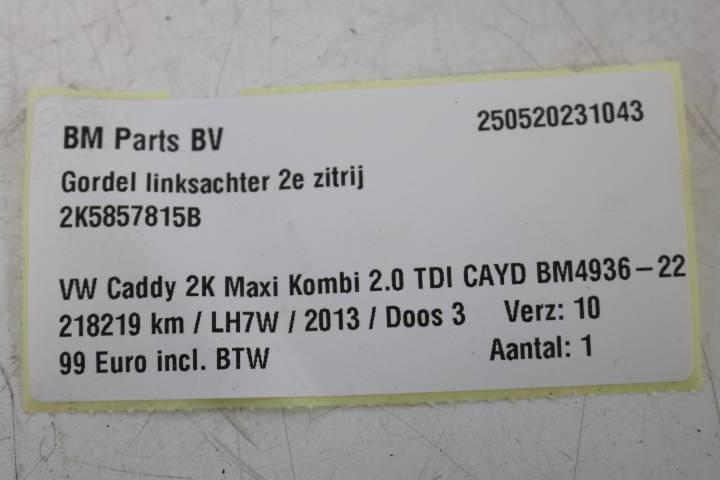 BM Parts BV 250520231043
Gordel linksachter 2e zitrij
2K5857815B
VW Caddy 2K Maxi Kombi 2.0 TDI CAYD BM4936-22
218219 km / LH7W / 2013 / Doos 3 Verz: 10
99 Euro incl. BTW Aantal: 1